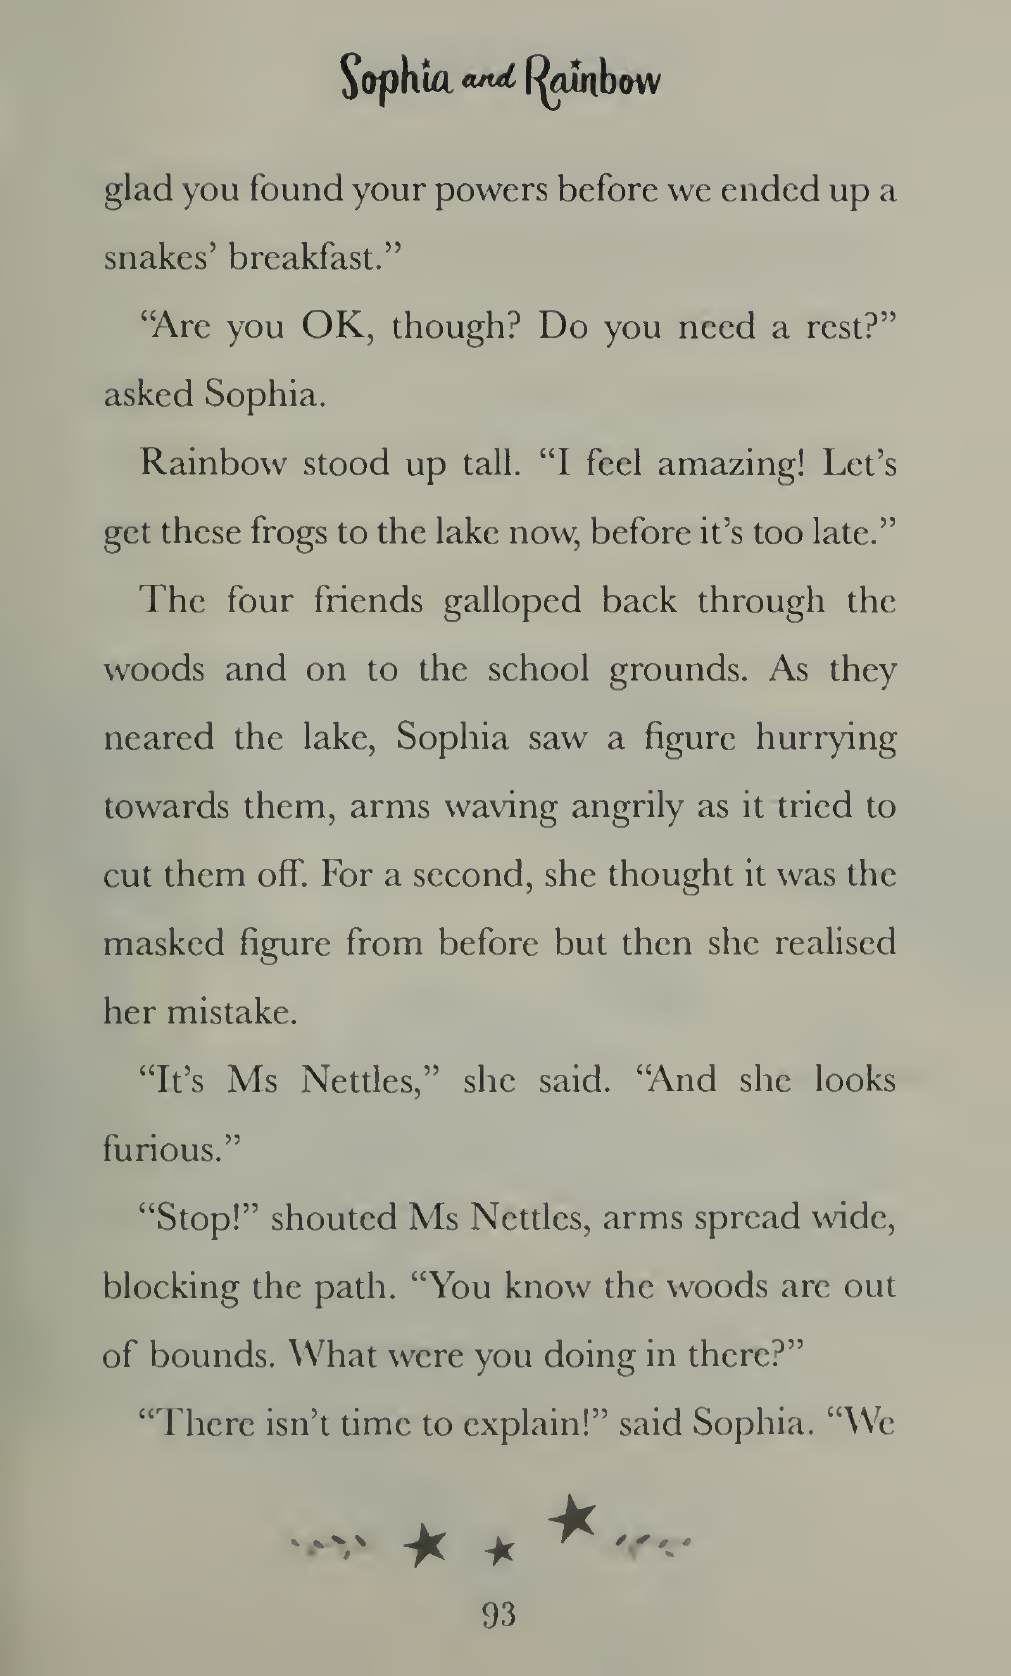 Sophia and Rainbow
glad you found your powers before we ended up a
snakes’ breakfast.”
“Are you OK, though? Do you need a rest?”
asked Sophia.
Rainbow stood up tall. “I feel amazing! Let’s
get these frogs to the lake now, before it’s too late.”
The four friends galloped back through the
woods and on to the school grounds. As they
neared the lake, Sophia saw a figure hurrying
towards them, arms waving angrily as it tried to
cut them off. For a second, she thought it was the
masked figure from before but then she realised
her mistake.
“It’s Ms Nettles,” she said. “And she looks
furious.”
“Stop!” shouted Ms Nettles, arms spread wide,
blocking the path. “You know the woods are out
of bounds. What were you doing in there?”
“There isn’t time to explain!” said Sophia. “We
93